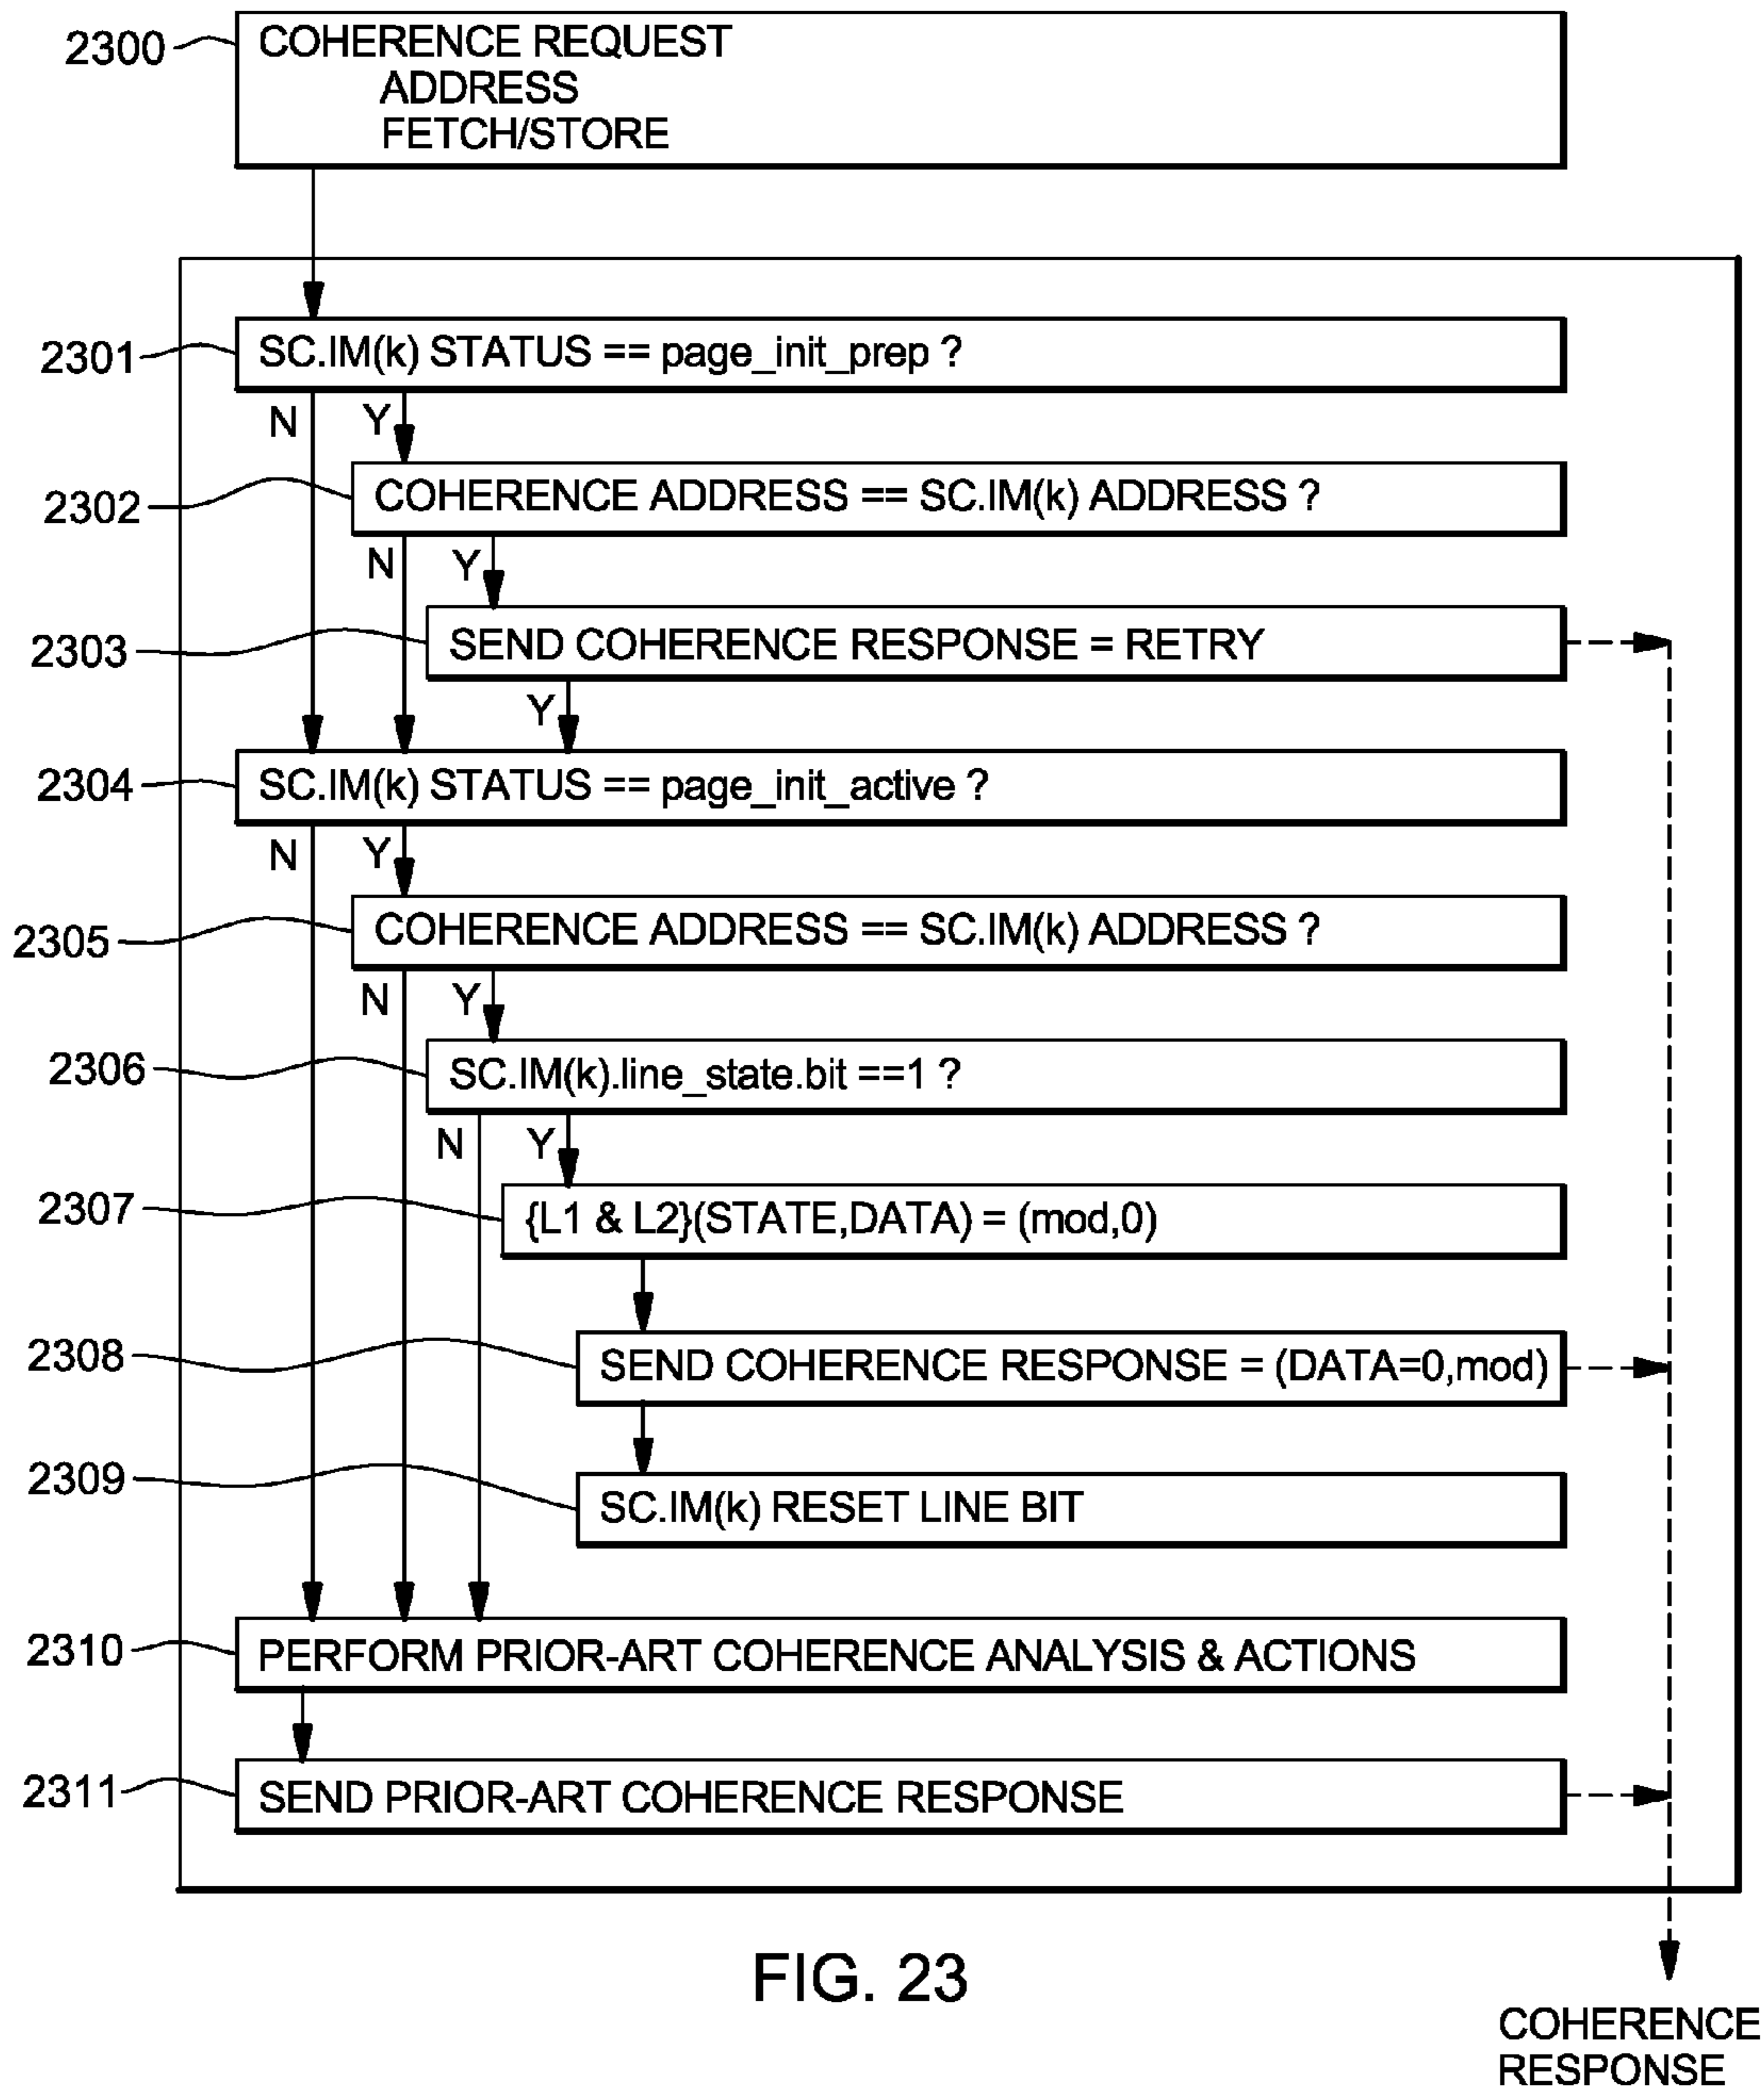 2300
COHERENCE REQUEST
ADDRESS
FETCH/STORE
2301
SC.IM(k) STATUS == page_init_prep ?
N
Y
2302
COHERENCE ADDRESS == SC.IM(k) ADDRESS ?
N
Y
2303
SEND COHERENCE RESPONSE = RETRY
Y
2304
SC.IM(k) STATUS == page_init_active ?
N
Y
2305
COHERENCE ADDRESS == SC.IM(k) ADDRESS ?
N
Y
2306
SC.IM(k).line_state.bit ==1 ?
N
Y
2307
{L1 & L2}(STATE,DATA) = (mod,0)
2308
SEND COHERENCE RESPONSE = (DATA=0,mod)
2309
SC.IM(k) RESET LINE BIT
2310
PERFORM PRIOR-ART COHERENCE ANALYSIS & ACTIONS
2311
SEND PRIOR-ART COHERENCE RESPONSE
FIG. 23
COHERENCE
RESPONSE